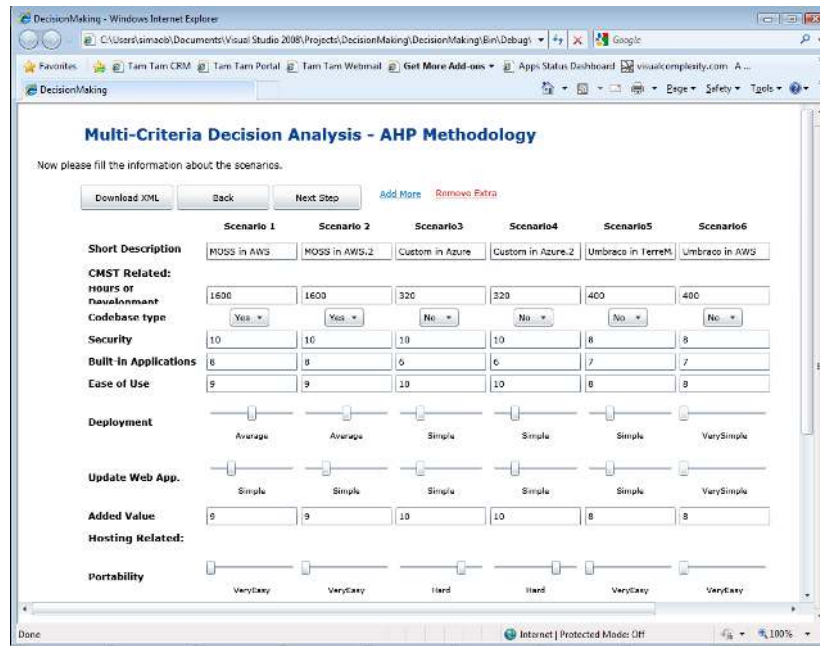 DecisionMaking - Windows Internet Explorer
C:\Users\simaob\Documents\Visual Studio 2008\Projects\DecisionMaking\DecisionMaking\Bin\Debug\ Google
Favorites Tam Tam CRM Tam Tam Portal Tam Tam Webmail Get More Add-ons Apps Status Dashboard visualcomplexity.com A ...
DecisionMaking Page Safety Tools
Multi-Criteria Decision Analysis - AHP Methodology
Now please fill the information about the scenarios.
Download XML Back Next Step Add More Remove Extra
Scenario 1 Scenario 2 Scenario3 Scenario4 Scenario5 Scenario6
Short Description MOSS in AWS MOSS in AWS.2 Custom in Azure Custom in Azure.2 Umbraco in TerreM Umbraco in AWS
CMST Related:
Hours of
Development 1600 1600 320 320 400 400
Codebase type Yes Yes No No No No
Security 10 10 10 10 8 8
Built-in Applications 8 8 6 6 7 7
Ease of Use 9 9 10 10 8 8
Deployment
Average Average Simple Simple Simple VerySimple
Update Web App.
Simple Simple Simple Simple Simple VerySimple
Added Value 9 9 10 10 8 8
Hosting Related:
Portability
VeryEasy VeryEasy Hard Hard VeryEasy VeryEasy
Done Internet | Protected Mode: Off 100%